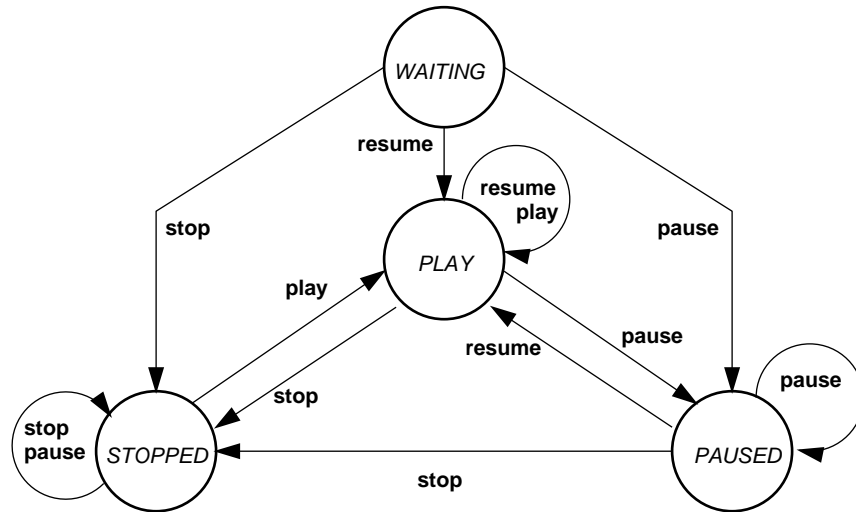 WAITING
resume
resume
play
stop
pause
PLAY
play
pause
resume
stop
pause
stop
pause
STOPPED
PAUSED
stop